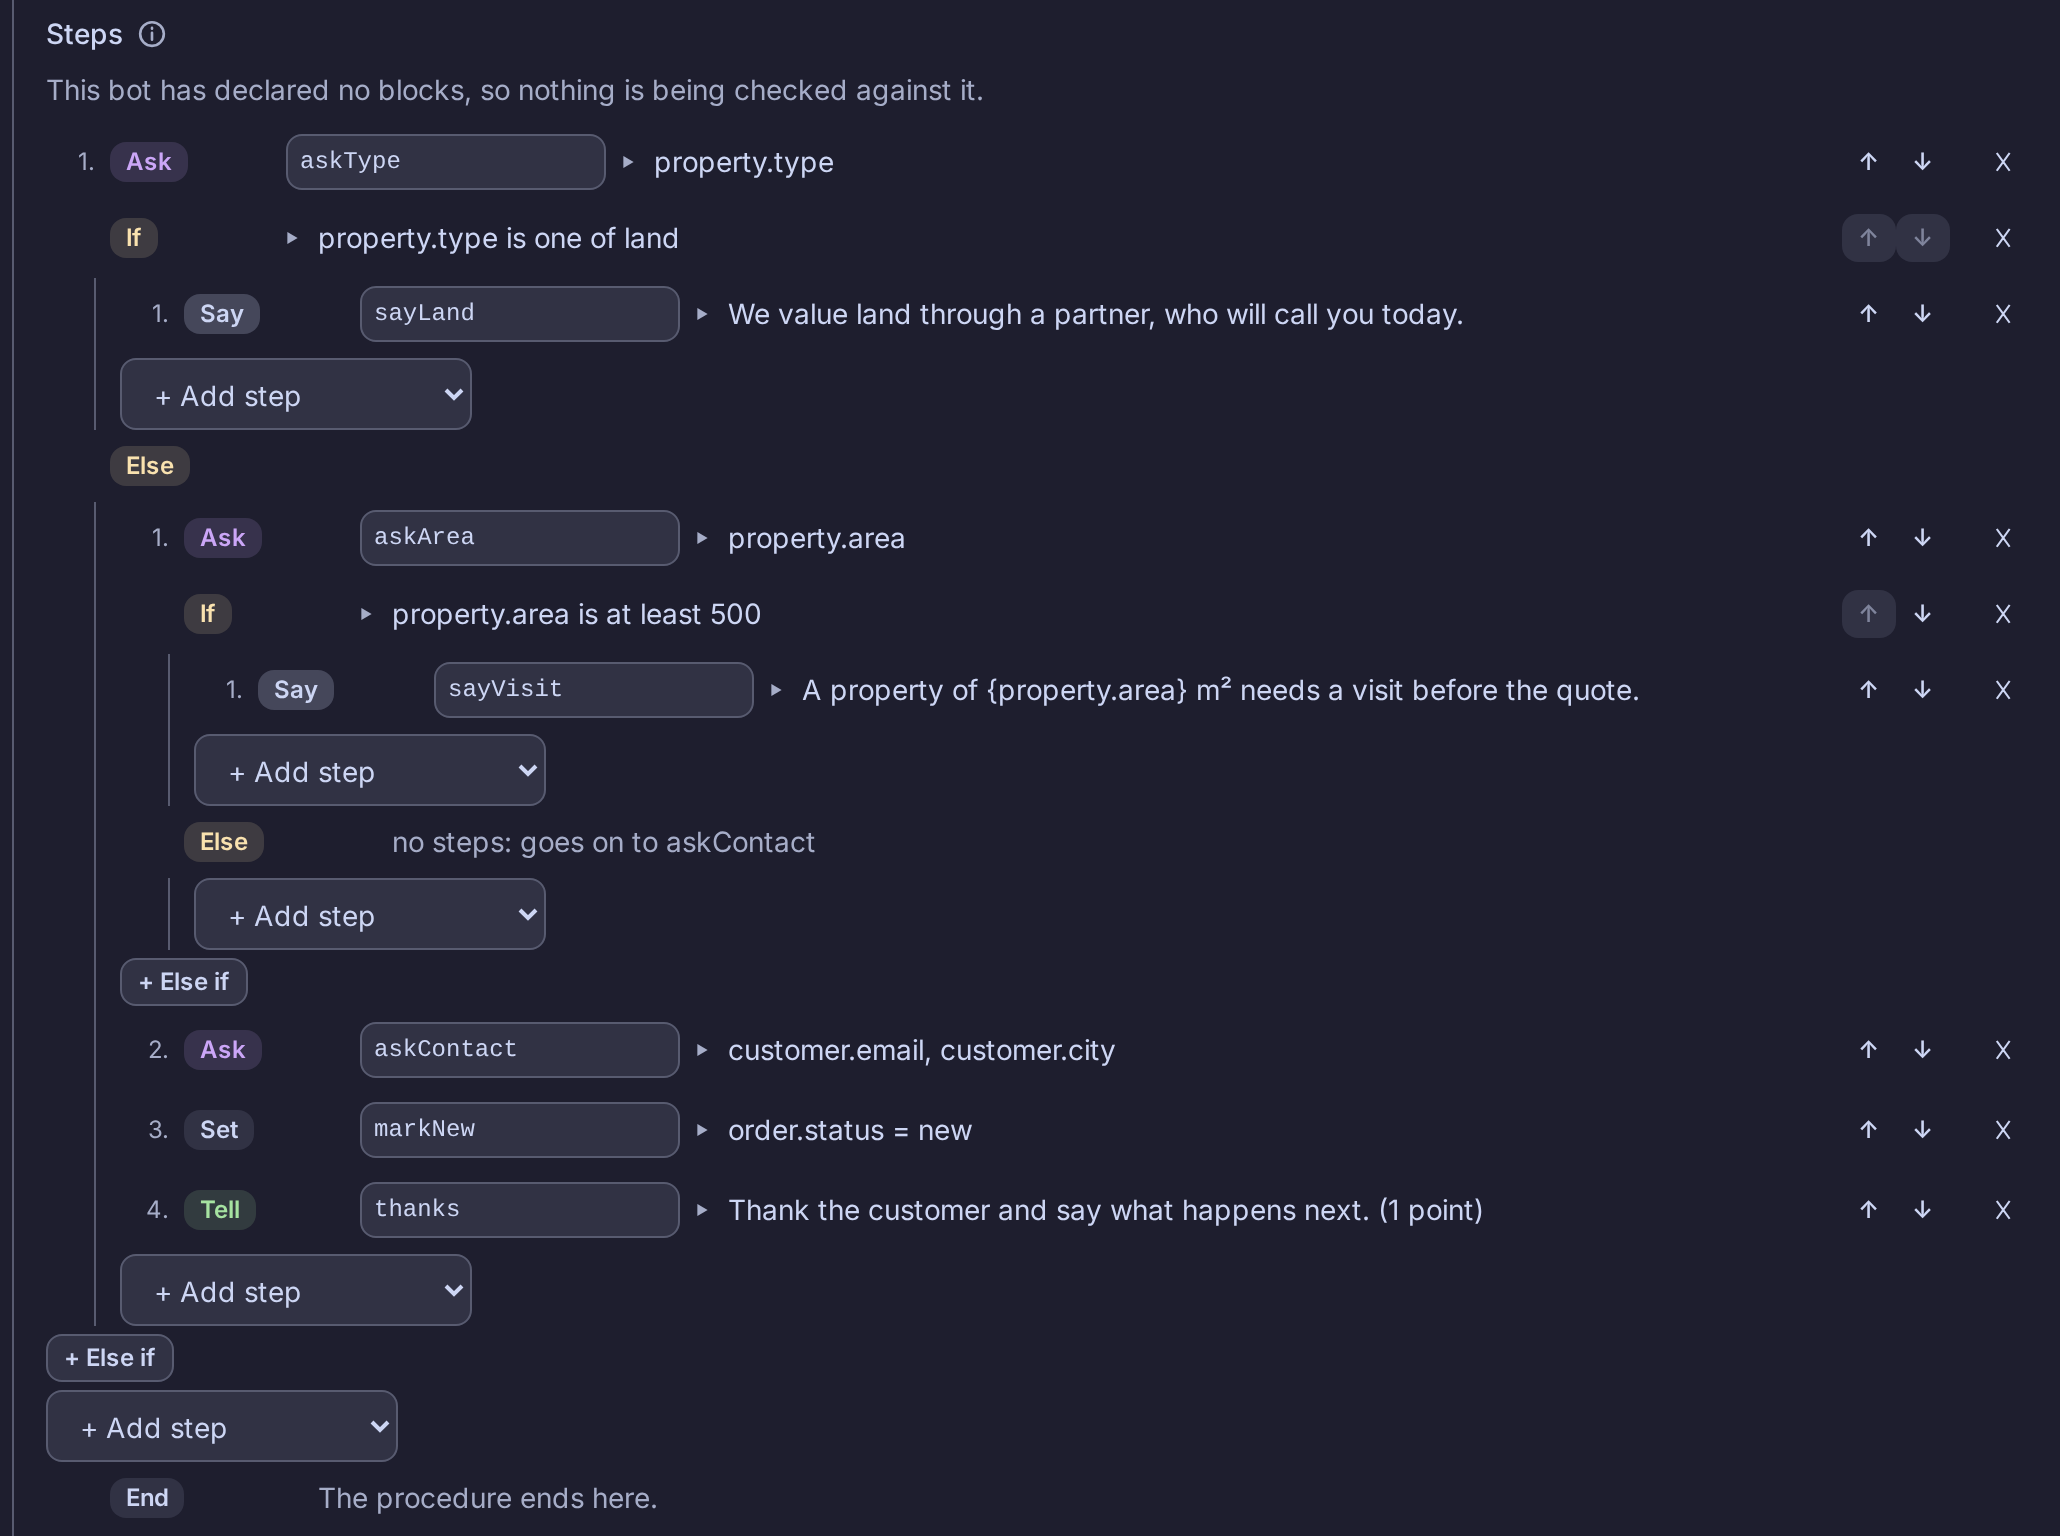 Steps
This bot has declared no blocks, so nothing is being checked against it.
1. Ask askType ▸ property.type ↑ ↓ X
If ▸ property.type is one of land ↑ ↓ X
1. Say sayLand ▸ We value land through a partner, who will call you today. ↑ ↓ X
+ Add step
Else
1. Ask askArea ▸ property.area ↑ ↓ X
If ▸ property.area is at least 500 ↑ ↓ X
1. Say sayVisit ▸ A property of {property.area} m² needs a visit before the quote. ↑ ↓ X
+ Add step
Else no steps: goes on to askContact
+ Add step
+ Else if
2. Ask askContact ▸ customer.email, customer.city ↑ ↓ X
3. Set markNew ▸ order.status = new ↑ ↓ X
4. Tell thanks ▸ Thank the customer and say what happens next. (1 point) ↑ ↓ X
+ Add step
+ Else if
+ Add step
End The procedure ends here.